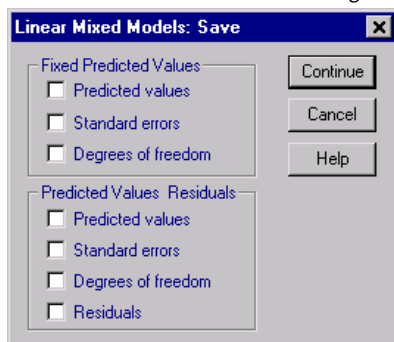 Linear Mixed Models: Save
Fixed Predicted Values
Predicted values
Standard errors
Degrees of freedom
Predicted Values Residuals
Predicted values
Standard errors
Degrees of freedom
Residuals
Continue
Cancel
Help